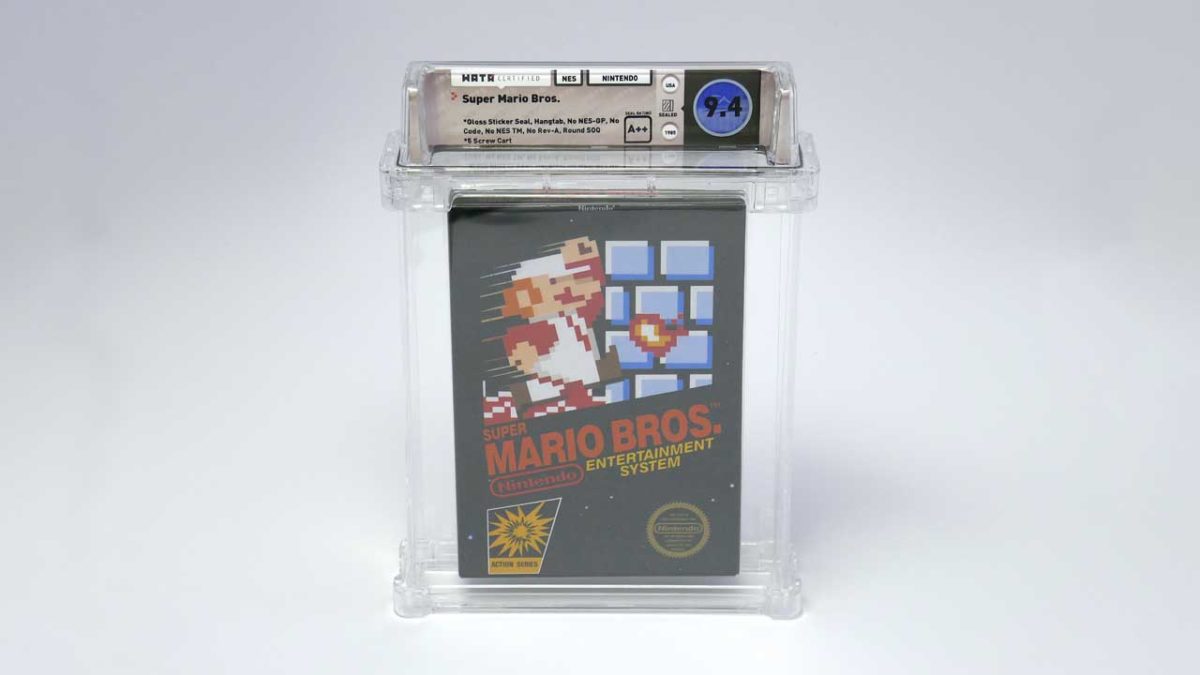 WATA CERTIFIED NES NINTENDO
Super Mario Bros.
*Gloss Sticker Seal, Hangtab, No NES-GP, No
Code, No NES TM, No Rev-A, Round SOQ
*5 Screw Cart
SEAL RATING
A++
USA
SEALED
1985
9.4
Nintendo
SUPER
MARIO BROS.™
Nintendo
ENTERTAINMENT
SYSTEM
ACTION SERIES
Nintendo